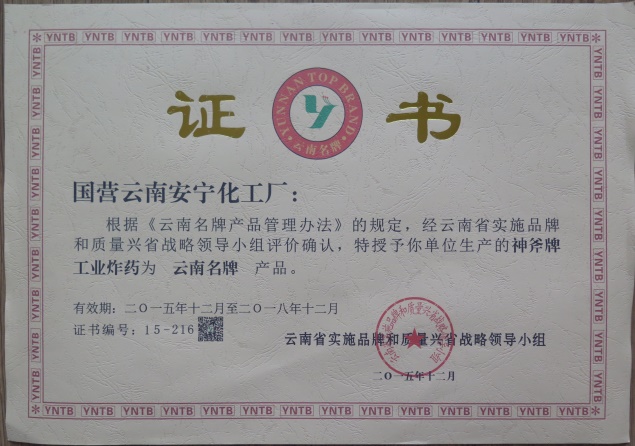 YUNNAN TOP BRAND
云南名牌
证 书
国营云南安宁化工厂：
根据《云南名牌产品管理办法》的规定，经云南省实施品牌
和质量兴省战略领导小组评价确认，特授予你单位生产的神斧牌
工业炸药为 云南名牌 产品。
有效期：二〇一五年十二月至二〇一八年十二月
证书编号：15-216
云南省实施品牌和质量兴省战略领导小组
二〇一五年十二月
YNTB